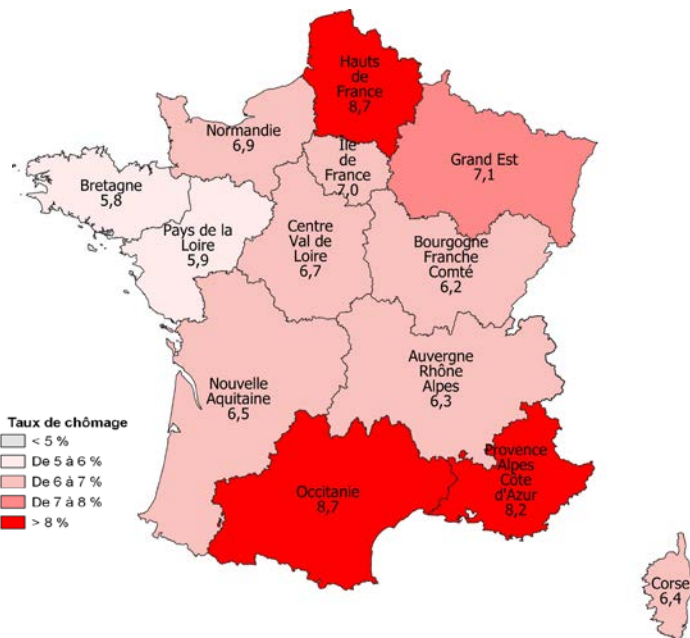 Hauts
de
France
8,7
Normandie
6,9
Ile
de
France
7,0
Grand Est
7,1
Bretagne
5,8
Pays de la
Loire
5,9
Centre
Val de
Loire
6,7
Bourgogne
Franche
Comté
6,2
Nouvelle
Aquitaine
6,5
Auvergne
Rhône
Alpes
6,3
Occitanie
8,7
Provence
Alpes
Côte
d'Azur
8,2
Corse
6,4
Taux de chômage
< 5 %
De 5 à 6 %
De 6 à 7 %
De 7 à 8 %
> 8 %